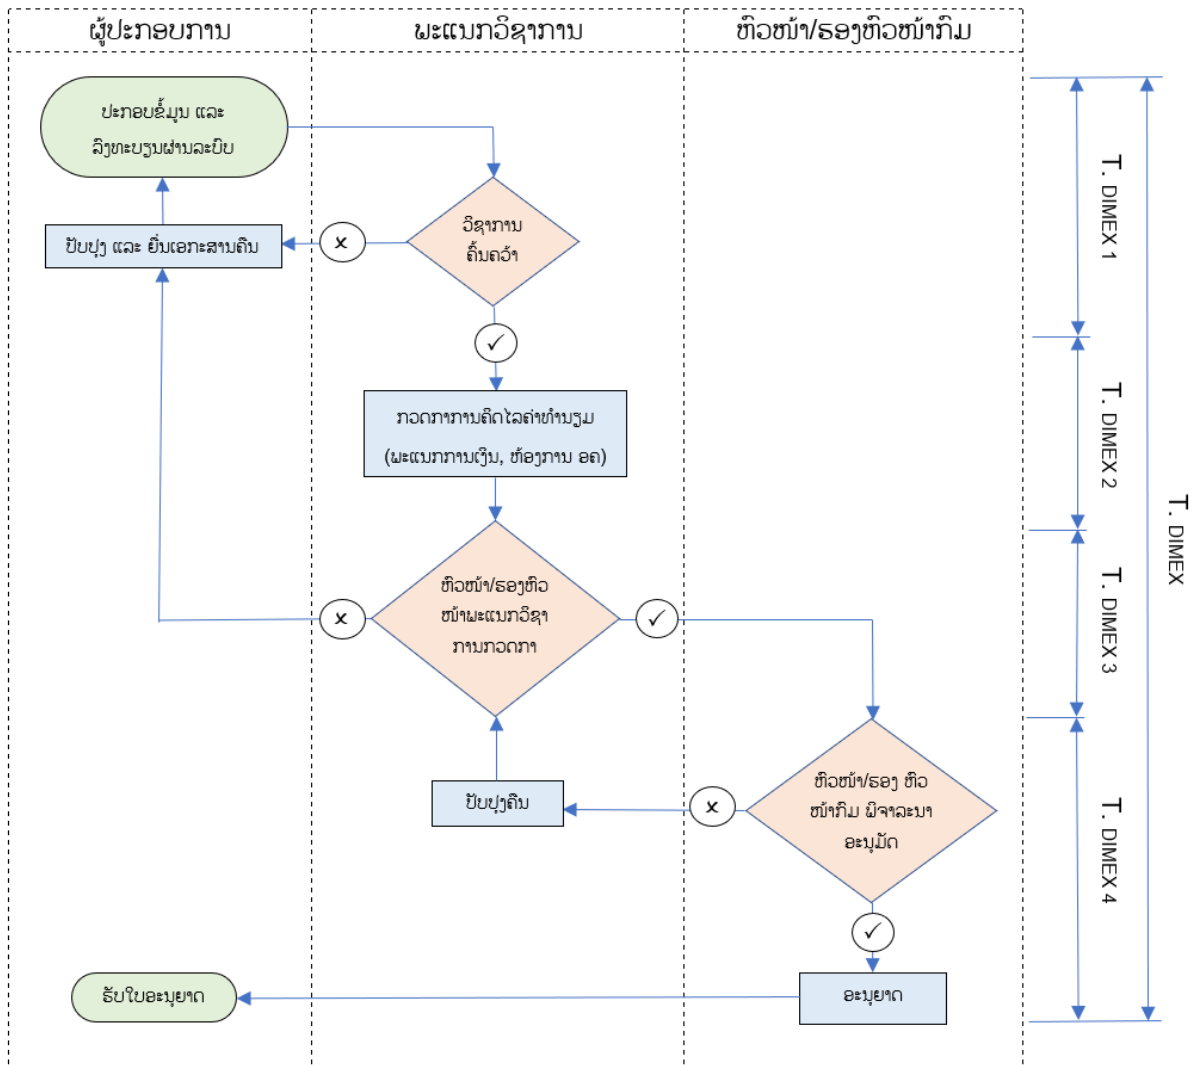 ຜູ້ປະກອບການ
ພະແນກວິຊາການ
ຫົວໜ້າ/ຮອງຫົວໜ້າກົມ
ປະກອບຂໍ້ມູນ ແລະ
ລົງທະບຽນຜ່ານລະບົບ
ວິຊາການ
ຄົ້ນຄວ້າ
x
ປັບປຸງ ແລະ ຍື່ນເອກະສານຄືນ
✓
ກວດກາການຄິດໄລຄ່າທຳນຽມ
(ພະແນກການເງິນ, ຫ້ອງການ ອຄ)
ຫົວໜ້າ/ຮອງຫົວ
ໜ້າພະແນກວິຊາ
ການກວດກາ
x
✓
ຫົວໜ້າ/ຮອງ ຫົວ
ໜ້າກົມ ພິຈາລະນາ
ອະນຸມັດ
x
ປັບປຸງຄືນ
✓
ອະນຸຍາດ
ຮັບໃບອະນຸຍາດ
T. DIMEX 1
T. DIMEX 2
T. DIMEX 3
T. DIMEX 4
T. DIMEX